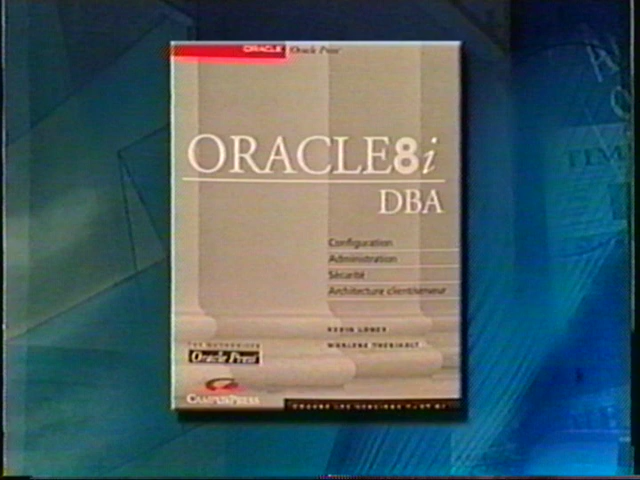 ORACLE Oracle Press
ORACLE8i
DBA
Configuration
Administration
Sécurité
Architecture client/serveur
KEVIN LONEY
MARLENE THERIAULT
Oracle Press
CAMPUSPRESS